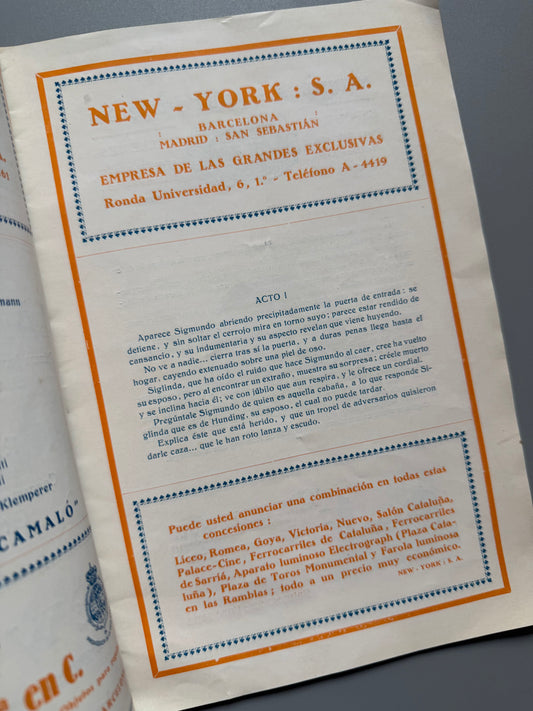 61
mann
Klemperer
CAMALÓ"
en C.
NEW - YORK : S. A.
BARCELONA
: MADRID : SAN SEBASTIÁN :
EMPRESA DE LAS GRANDES EXCLUSIVAS
Ronda Universidad, 6, 1.º - Teléfono A - 4419
ACTO I
Aparece Sigmundo abriendo precipitadamente la puerta de entrada: se
detiene, y sin soltar el cerrojo mira en torno suyo; parece estar rendido de
cansancio, y su indumentaria y su aspecto revelan que viene huyendo.
No ve a nadie... cierra tras sí la puerta, y a duras penas llega hasta el
hogar, cayendo extenuado sobre una piel de oso.
Siglinda, que ha oído el ruido que hace Sigmundo al caer, cree ha vuelto
su esposo, pero al encontrar un extraño, muestra su sorpresa; créele muerto
y se inclina hacia él; ve con júbilo que aun respira, y le ofrece un cordial.
Pregúntale Sigmundo de quien es aquella cabaña, a lo que responde Si-
glinda que es de Hunding, su esposo, el cual no puede tardar.
Explica éste que está herido, y que un tropel de adversarios quisieron
darle caza... que le han roto lanza y escudo.
Puede usted anunciar una combinación en todas estas
concesiones :
Liceo, Romea, Goya, Victoria, Nuevo, Salón Cataluña,
Palace-Cine, Ferrocarriles de Cataluña, Ferrocarriles
de Sarriá, Aparato luminoso Electrograph (Plaza Cata-
luña), Plaza de Toros Monumental y Farola luminosa
en las Ramblas; todo a un precio muy económico.
NEW-YORK : S. A.